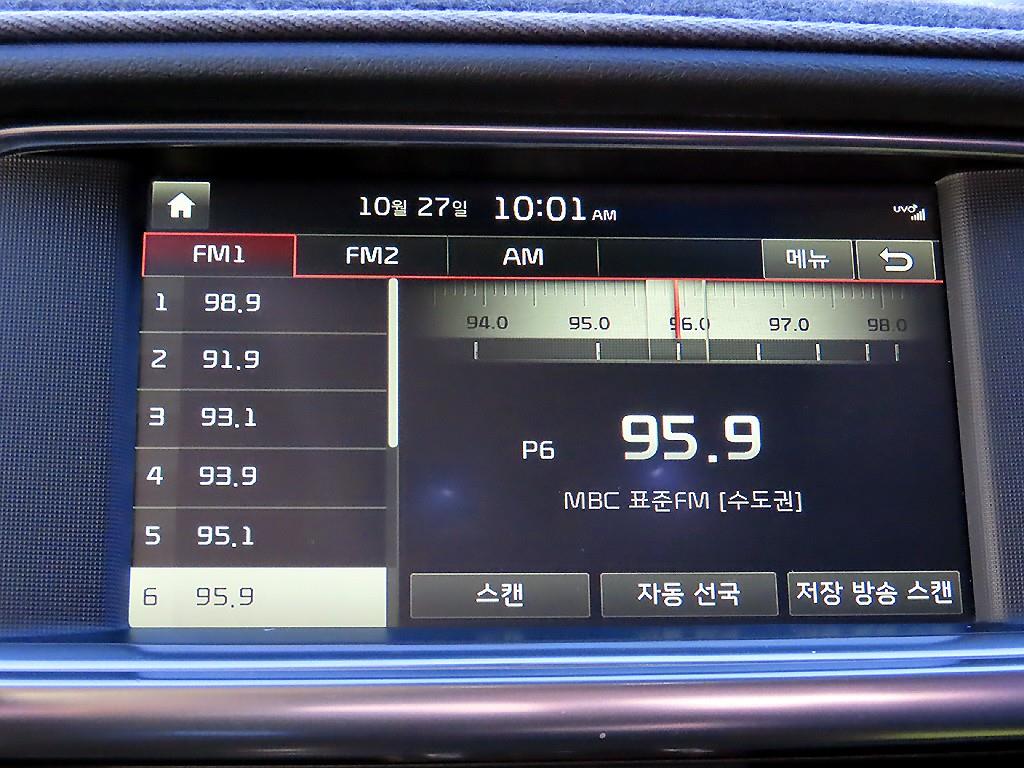 10월 27일 10:01 AM
UVO
FM1 FM2 AM 메뉴
1 98.9
2 91.9
3 93.1
4 93.9
5 95.1
6 95.9
94.0 95.0 96.0 97.0 98.0
P6 95.9
MBC 표준FM [수도권]
스캔 자동 선국 저장 방송 스캔